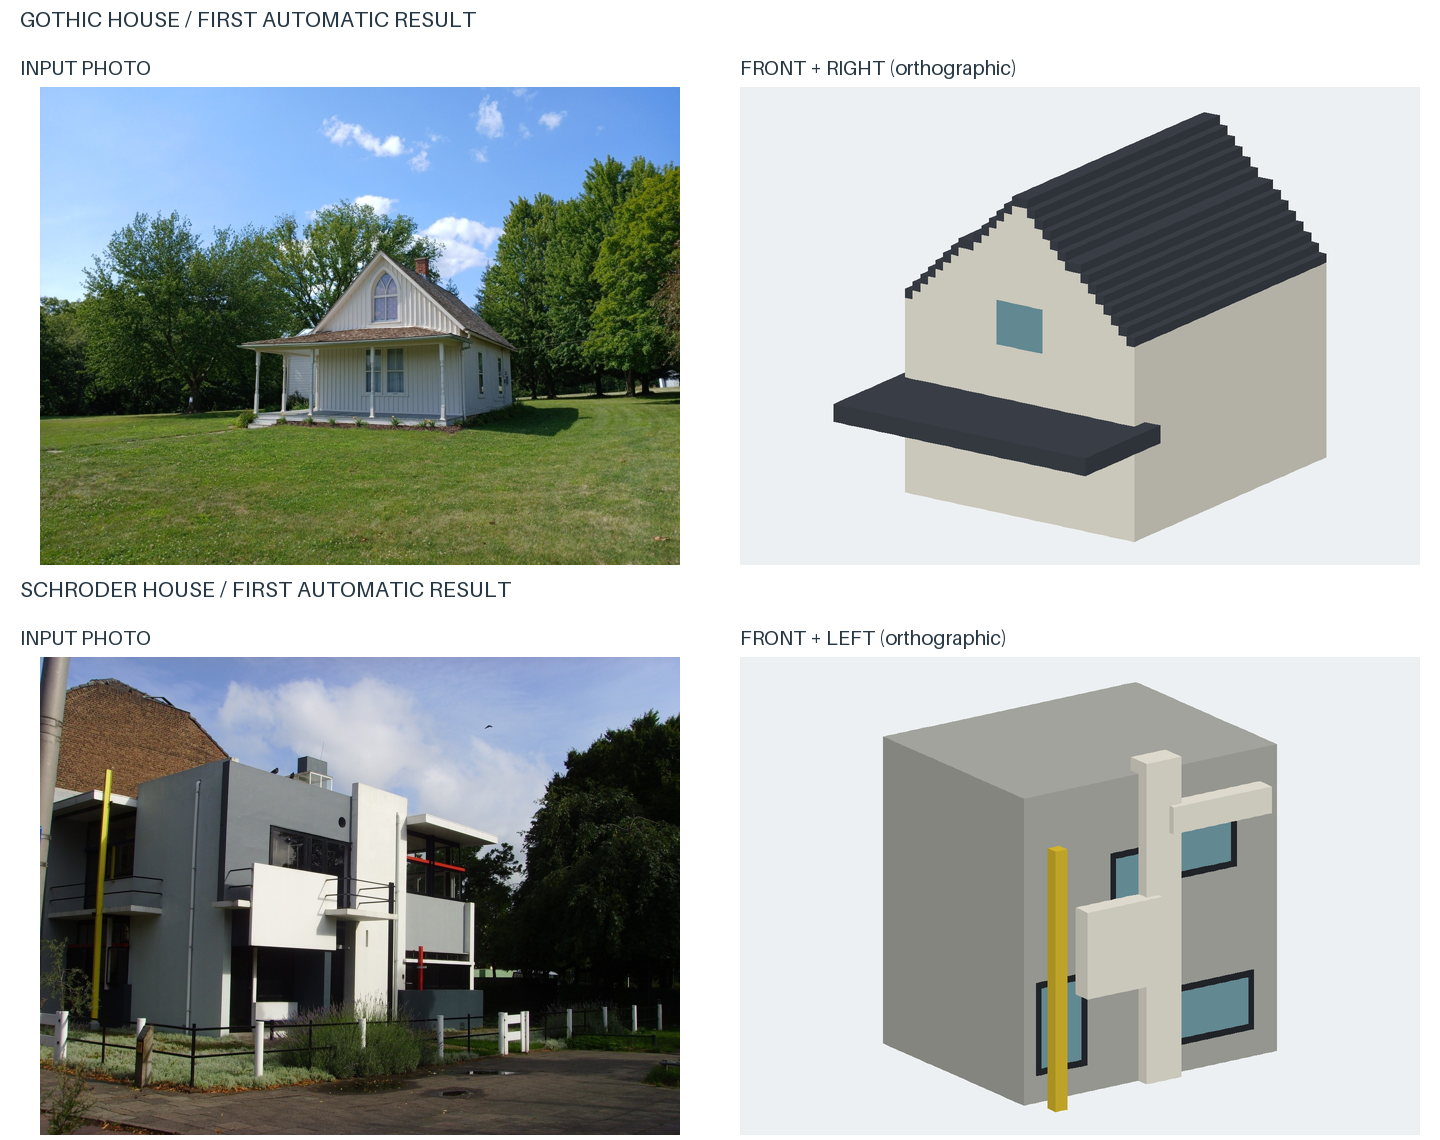 GOTHIC HOUSE / FIRST AUTOMATIC RESULT
INPUT PHOTO
FRONT + RIGHT (orthographic)
SCHRODER HOUSE / FIRST AUTOMATIC RESULT
INPUT PHOTO
FRONT + LEFT (orthographic)